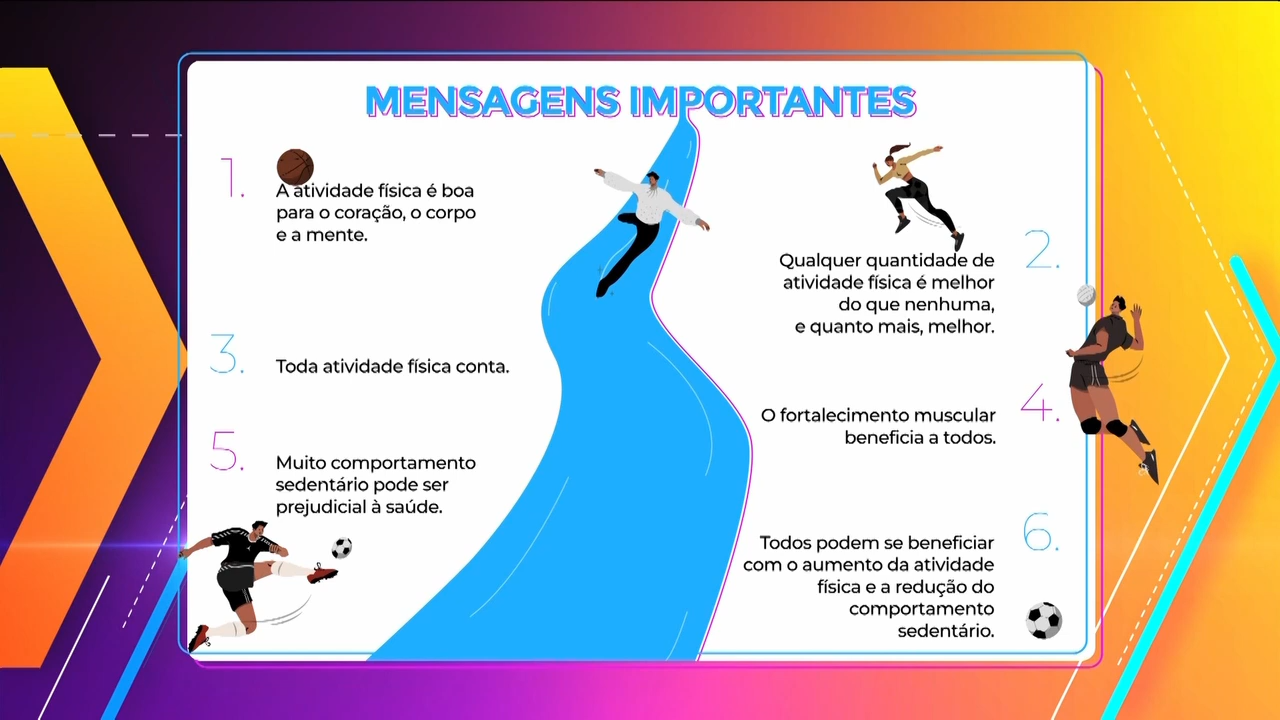 MENSAGENS IMPORTANTES
1.
A atividade física é boa
para o coração, o corpo
e a mente.
2.
Qualquer quantidade de
atividade física é melhor
do que nenhuma,
e quanto mais, melhor.
3.
Toda atividade física conta.
4.
O fortalecimento muscular
beneficia a todos.
5.
Muito comportamento
sedentário pode ser
prejudicial à saúde.
6.
Todos podem se beneficiar
com o aumento da atividade
física e a redução do
comportamento
sedentário.